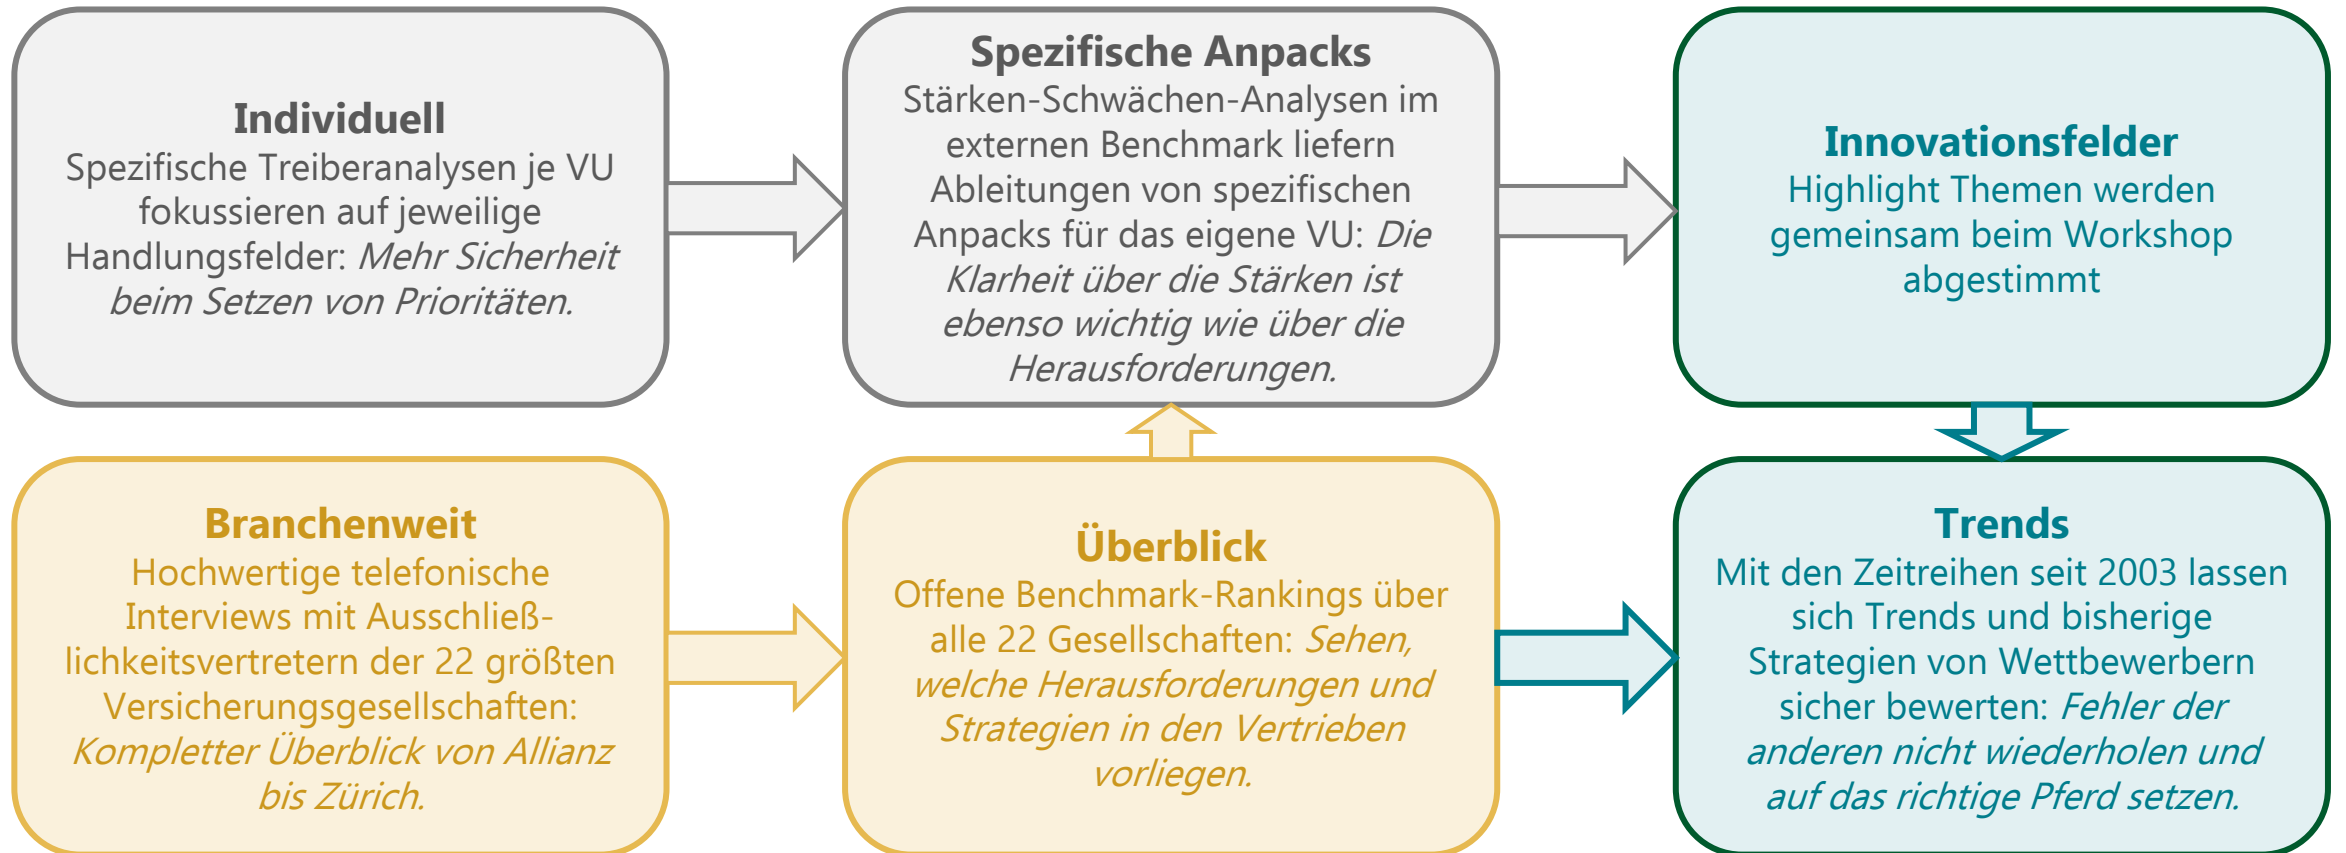 Individuell
Spezifische Treiberanalysen je VU
fokussieren auf jeweilige
Handlungsfelder: Mehr Sicherheit
beim Setzen von Prioritäten.
Spezifische Anpacks
Stärken-Schwächen-Analysen im
externen Benchmark liefern
Ableitungen von spezifischen
Anpacks für das eigene VU: Die
Klarheit über die Stärken ist
ebenso wichtig wie über die
Herausforderungen.
Innovationsfelder
Highlight Themen werden
gemeinsam beim Workshop
abgestimmt
Branchenweit
Hochwertige telefonische
Interviews mit Ausschließ-
lichkeitsvertretern der 22 größten
Versicherungsgesellschaften:
Kompletter Überblick von Allianz
bis Zürich.
Überblick
Offene Benchmark-Rankings über
alle 22 Gesellschaften: Sehen,
welche Herausforderungen und
Strategien in den Vertrieben
vorliegen.
Trends
Mit den Zeitreihen seit 2003 lassen
sich Trends und bisherige
Strategien von Wettbewerbern
sicher bewerten: Fehler der
anderen nicht wiederholen und
auf das richtige Pferd setzen.